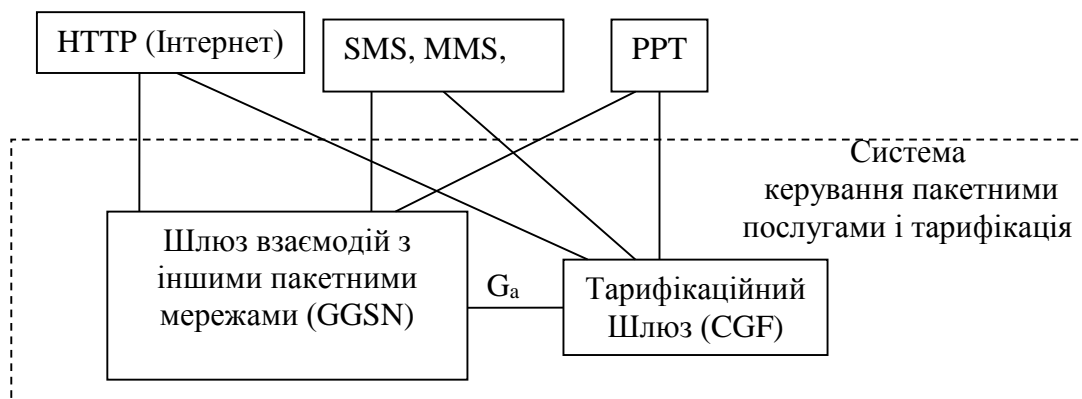 HTTP (Інтернет)
SMS, MMS,
PPT
Система
керування пакетними
послугами і тарифікація
Шлюз взаємодій з
іншими пакетними
мережами (GGSN)
Ga
Тарифікаційний
Шлюз (CGF)